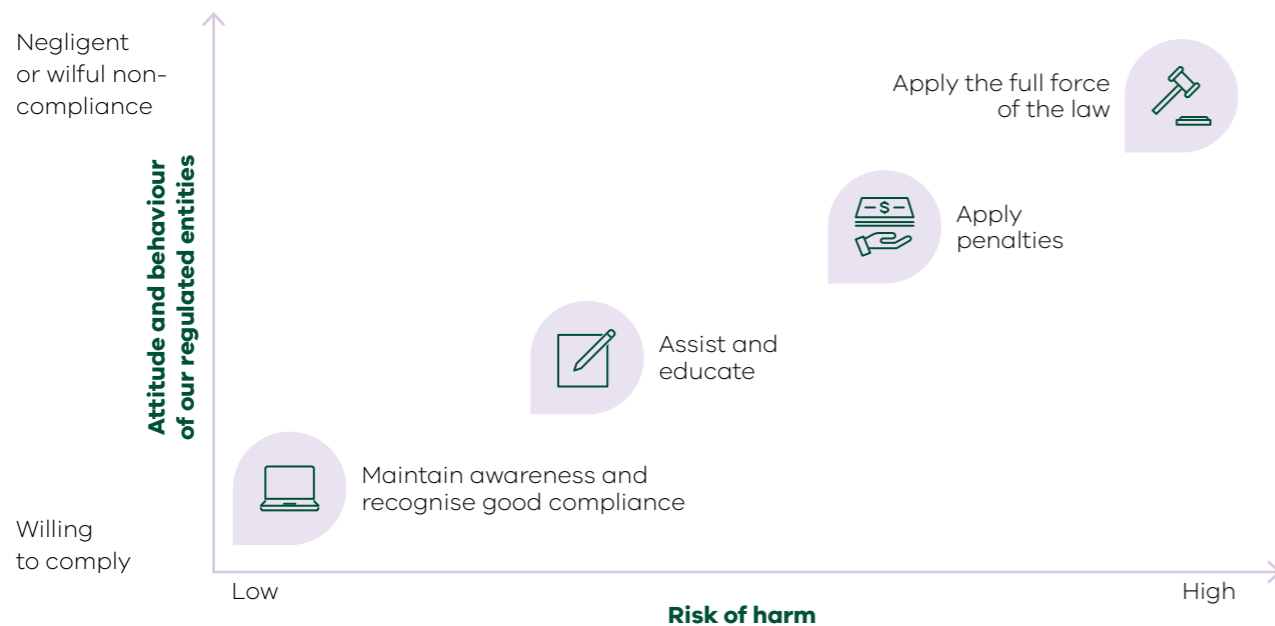 Negligent
or wilful non-
compliance
Apply the full force
of the law
Attitude and behaviour
of our regulated entities
$
Apply
penalties
Assist and
educate
Maintain awareness and
recognise good compliance
Willing
to comply
Low
High
Risk of harm